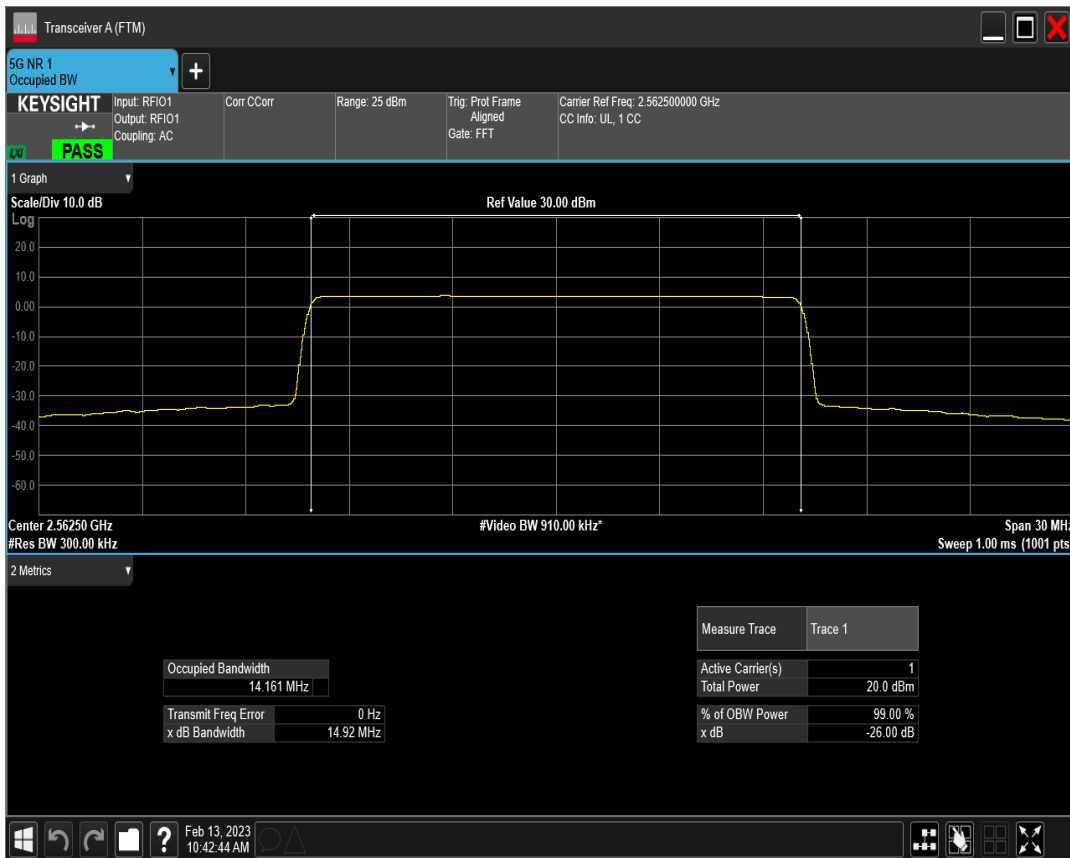 Transceiver A (FTM)
5G NR 1
Occupied BW
+
KEYSIGHT
LXI
PASS
Input: RFIO1
Output: RFIO1
Coupling: AC
Corr CCorr
Range: 25 dBm
Trig: Prot Frame
Aligned
Gate: FFT
Carrier Ref Freq: 2.562500000 GHz
CC Info: UL, 1 CC
1 Graph
Scale/Div 10.0 dB
Ref Value 30.00 dBm
Log
20.0
10.0
0.00
-10.0
-20.0
-30.0
-40.0
-50.0
-60.0
Center 2.56250 GHz
#Video BW 910.00 kHz*
Span 30 MHz
#Res BW 300.00 kHz
Sweep 1.00 ms (1001 pts
2 Metrics
Measure Trace Trace 1
Occupied Bandwidth
14.161 MHz
Active Carrier(s) 1
Total Power 20.0 dBm
Transmit Freq Error 0 Hz
x dB Bandwidth 14.92 MHz
% of OBW Power 99.00 %
x dB -26.00 dB
?
Feb 13, 2023
10:42:44 AM